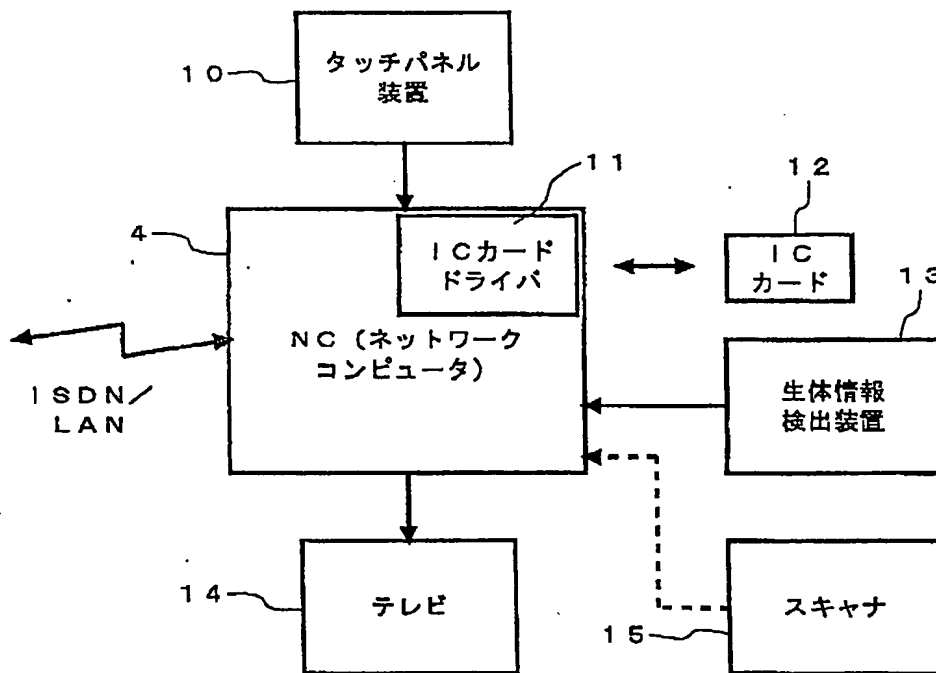 10
タッチパネル
装置
11
12
4
ICカード
ドライバ
IC
カード
13
NC(ネットワーク
コンピュータ)
ISDN/
LAN
生体情報
検出装置
14
テレビ
15
スキャナ